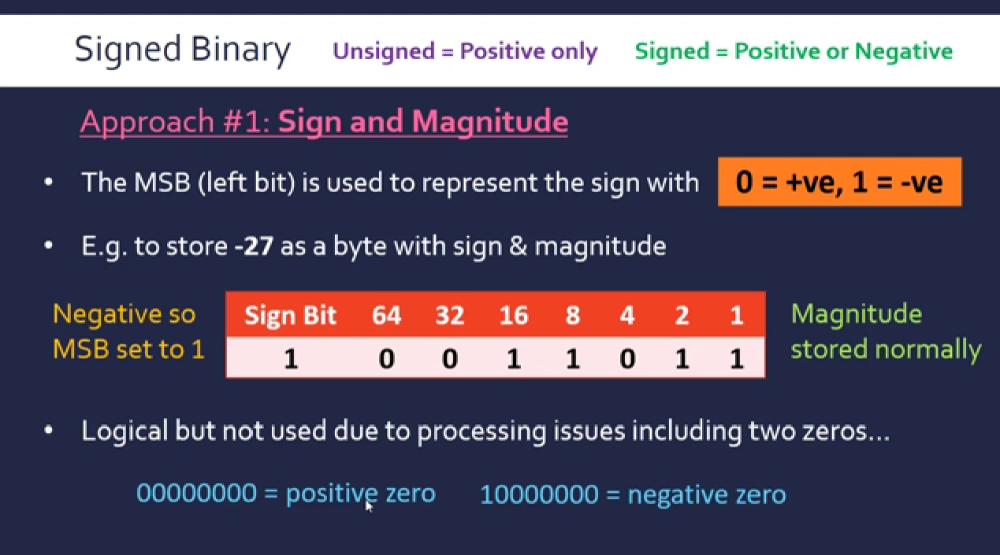 Signed Binary Unsigned = Positive only Signed = Positive or Negative
Approach #1: Sign and Magnitude
• The MSB (left bit) is used to represent the sign with 0 = +ve, 1 = -ve
• E.g. to store -27 as a byte with sign & magnitude
Negative so
MSB set to 1
Sign Bit 64 32 16 8 4 2 1
1 0 0 1 1 0 1 1
Magnitude
stored normally
• Logical but not used due to processing issues including two zeros...
00000000 = positive zero 10000000 = negative zero